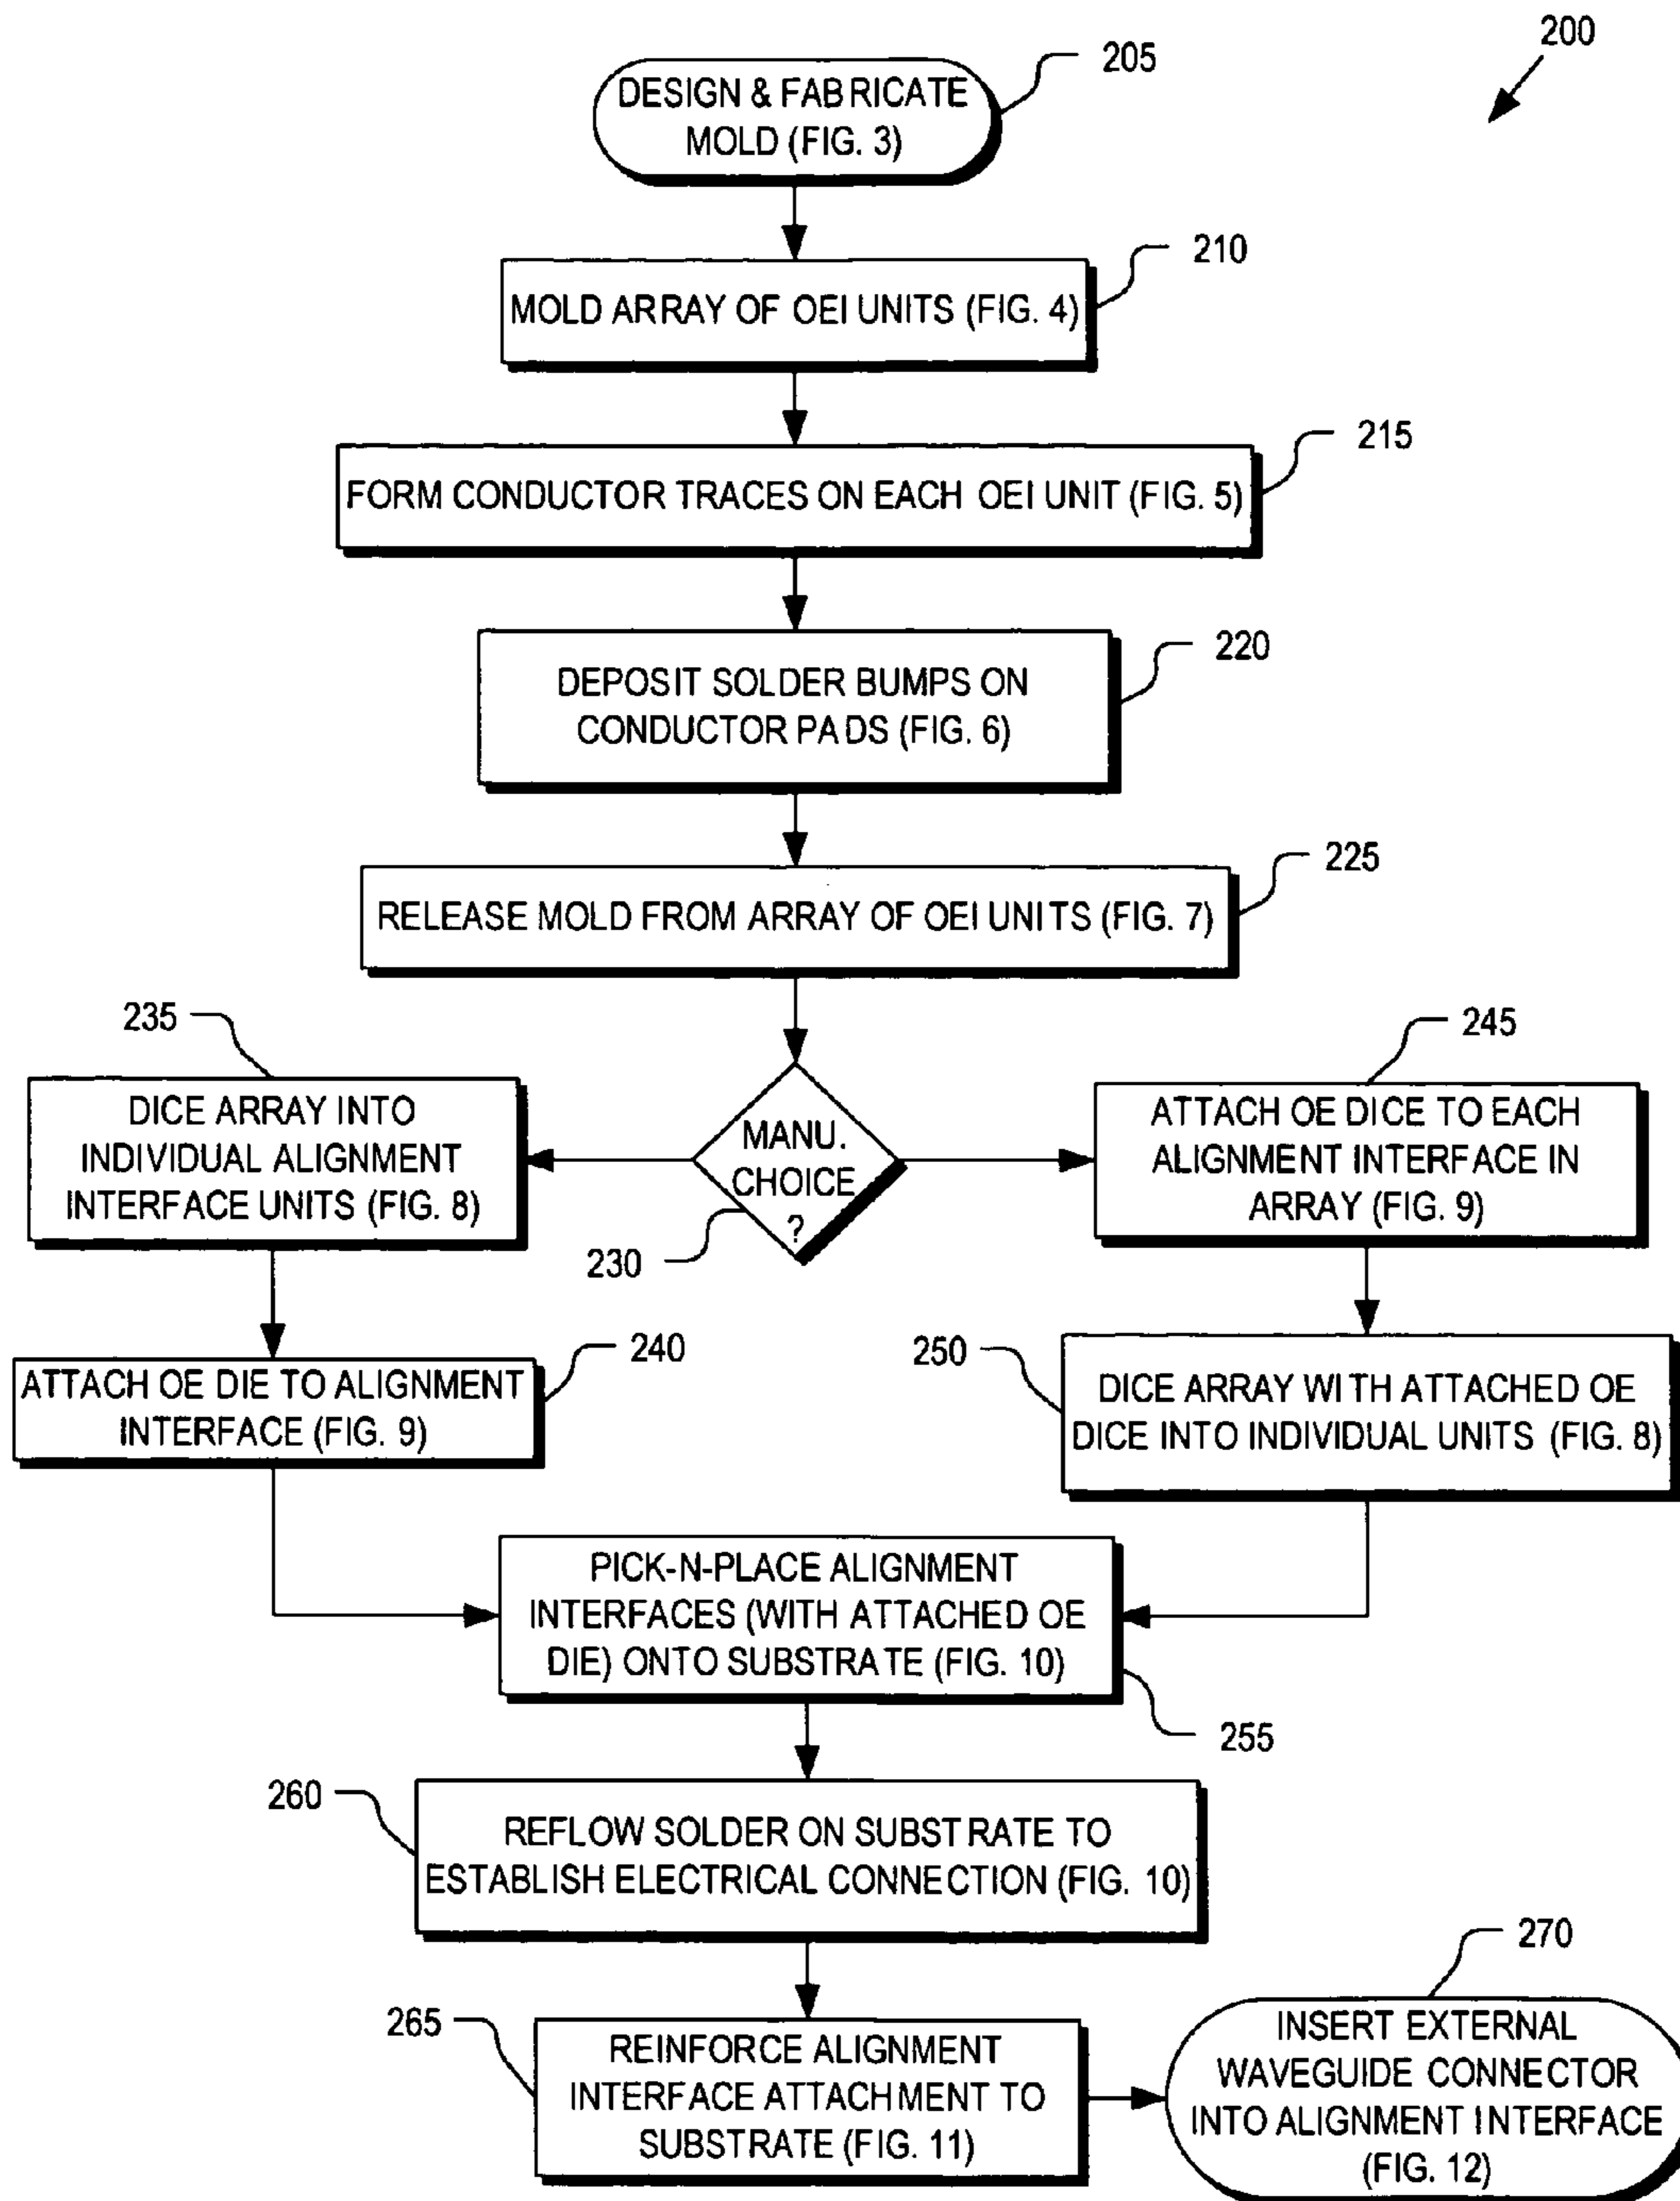 200
205
DESIGN & FABRICATE
MOLD (FIG. 3)
210
MOLD ARRAY OF OEI UNITS (FIG. 4)
215
FORM CONDUCTOR TRACES ON EACH OEI UNIT (FIG. 5)
220
DEPOSIT SOLDER BUMPS ON
CONDUCTOR PADS (FIG. 6)
225
RELEASE MOLD FROM ARRAY OF OEI UNITS (FIG. 7)
MANU.
CHOICE
?
230
235
DICE ARRAY INTO
INDIVIDUAL ALIGNMENT
INTERFACE UNITS (FIG. 8)
245
ATTACH OE DICE TO EACH
ALIGNMENT INTERFACE IN
ARRAY (FIG. 9)
240
ATTACH OE DIE TO ALIGNMENT
INTERFACE (FIG. 9)
250
DICE ARRAY WITH ATTACHED OE
DICE INTO INDIVIDUAL UNITS (FIG. 8)
PICK-N-PLACE ALIGNMENT
INTERFACES (WITH ATTACHED OE
DIE) ONTO SUBSTRATE (FIG. 10)
255
260
REFLOW SOLDER ON SUBSTRATE TO
ESTABLISH ELECTRICAL CONNECTION (FIG. 10)
265
REINFORCE ALIGNMENT
INTERFACE ATTACHMENT TO
SUBSTRATE (FIG. 11)
270
INSERT EXTERNAL
WAVEGUIDE CONNECTOR
INTO ALIGNMENT INTERFACE
(FIG. 12)